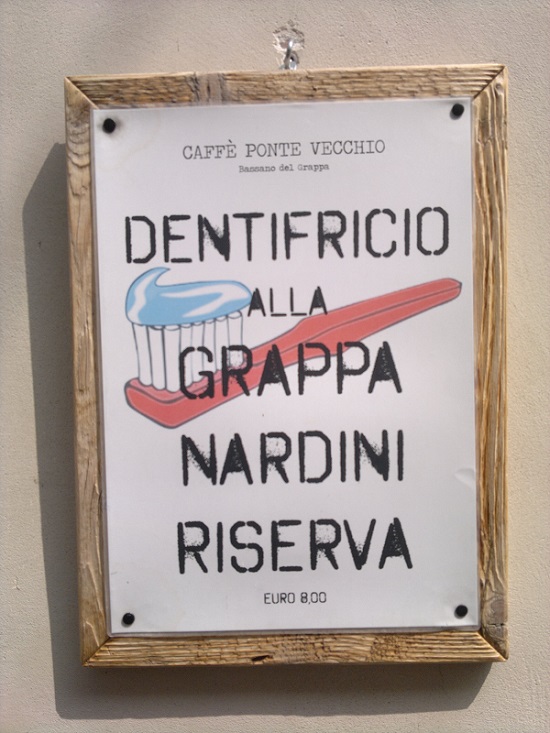 CAFFÈ PONTE VECCHIO
Bassano del Grappa
DENTIFRICIO
ALLA
GRAPPA
NARDINI
RISERVA
EURO 8,00